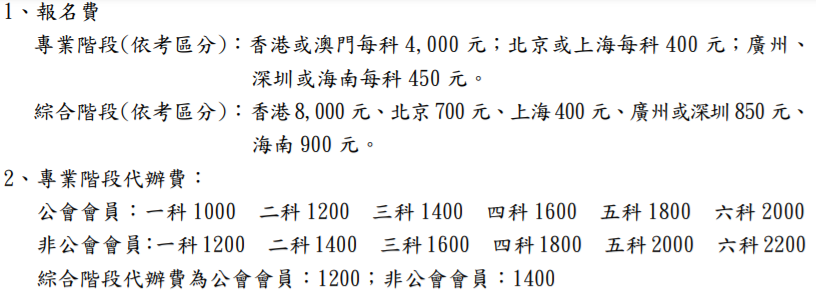 1、報名費
專業階段(依考區分)：香港或澳門每科 4,000 元；北京或上海每科 400 元；廣州、
深圳或海南每科 450 元。
綜合階段(依考區分)：香港 8,000 元、北京 700 元、上海 400 元、廣州或深圳 850 元、
海南 900 元。
2、專業階段代辦費：
公會會員：一科 1000 二科 1200 三科 1400 四科 1600 五科 1800 六科 2000
非公會會員:一科 1200 二科 1400 三科 1600 四科 1800 五科 2000 六科 2200
綜合階段代辦費為公會會員：1200；非公會會員：1400